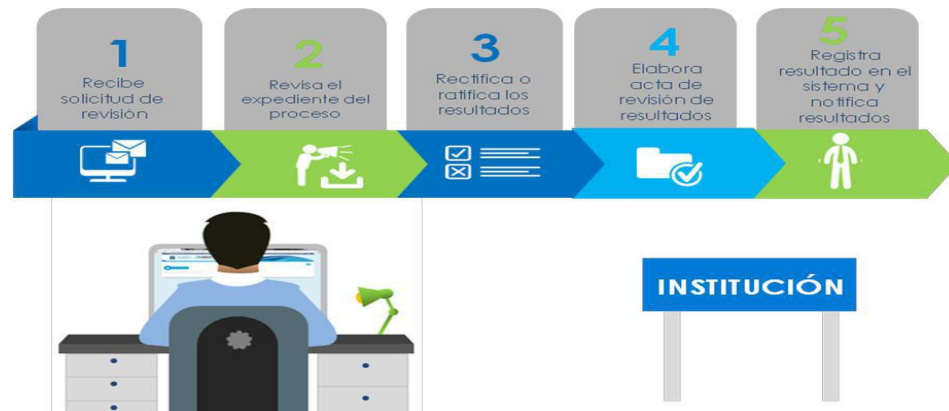 1
Recibe
solicitud de
revisión
2
Revisa el
expediente del
proceso
3
Rectifica o
ratifica los
resultados
4
Elabora
acta de
revisión de
resultados
5
Registra
resultado en el
sistema y
notifica
resultados
INSTITUCIÓN